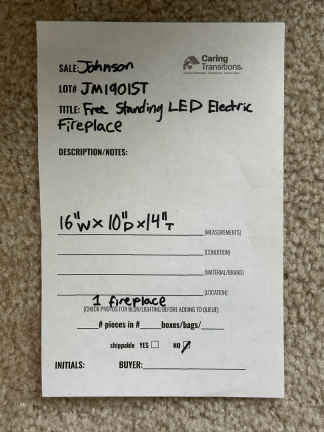 Caring
Transitions.
SALE: Johnson
LOT# JM1901ST
TITLE: Free Standing LED Electric
Fireplace
DESCRIPTION/NOTES:
16"W x 10"D x 14"T
(MEASUREMENTS)
(CONDITION)
(MATERIAL/BRAND)
(LOCATION)
1 fireplace
(CHECK PHOTOS FOR BLUR/LIGHTING BEFORE ADDING TO QUEUE)
# pieces in # boxes/bags/
shippable YES NO
INITIALS: BUYER: